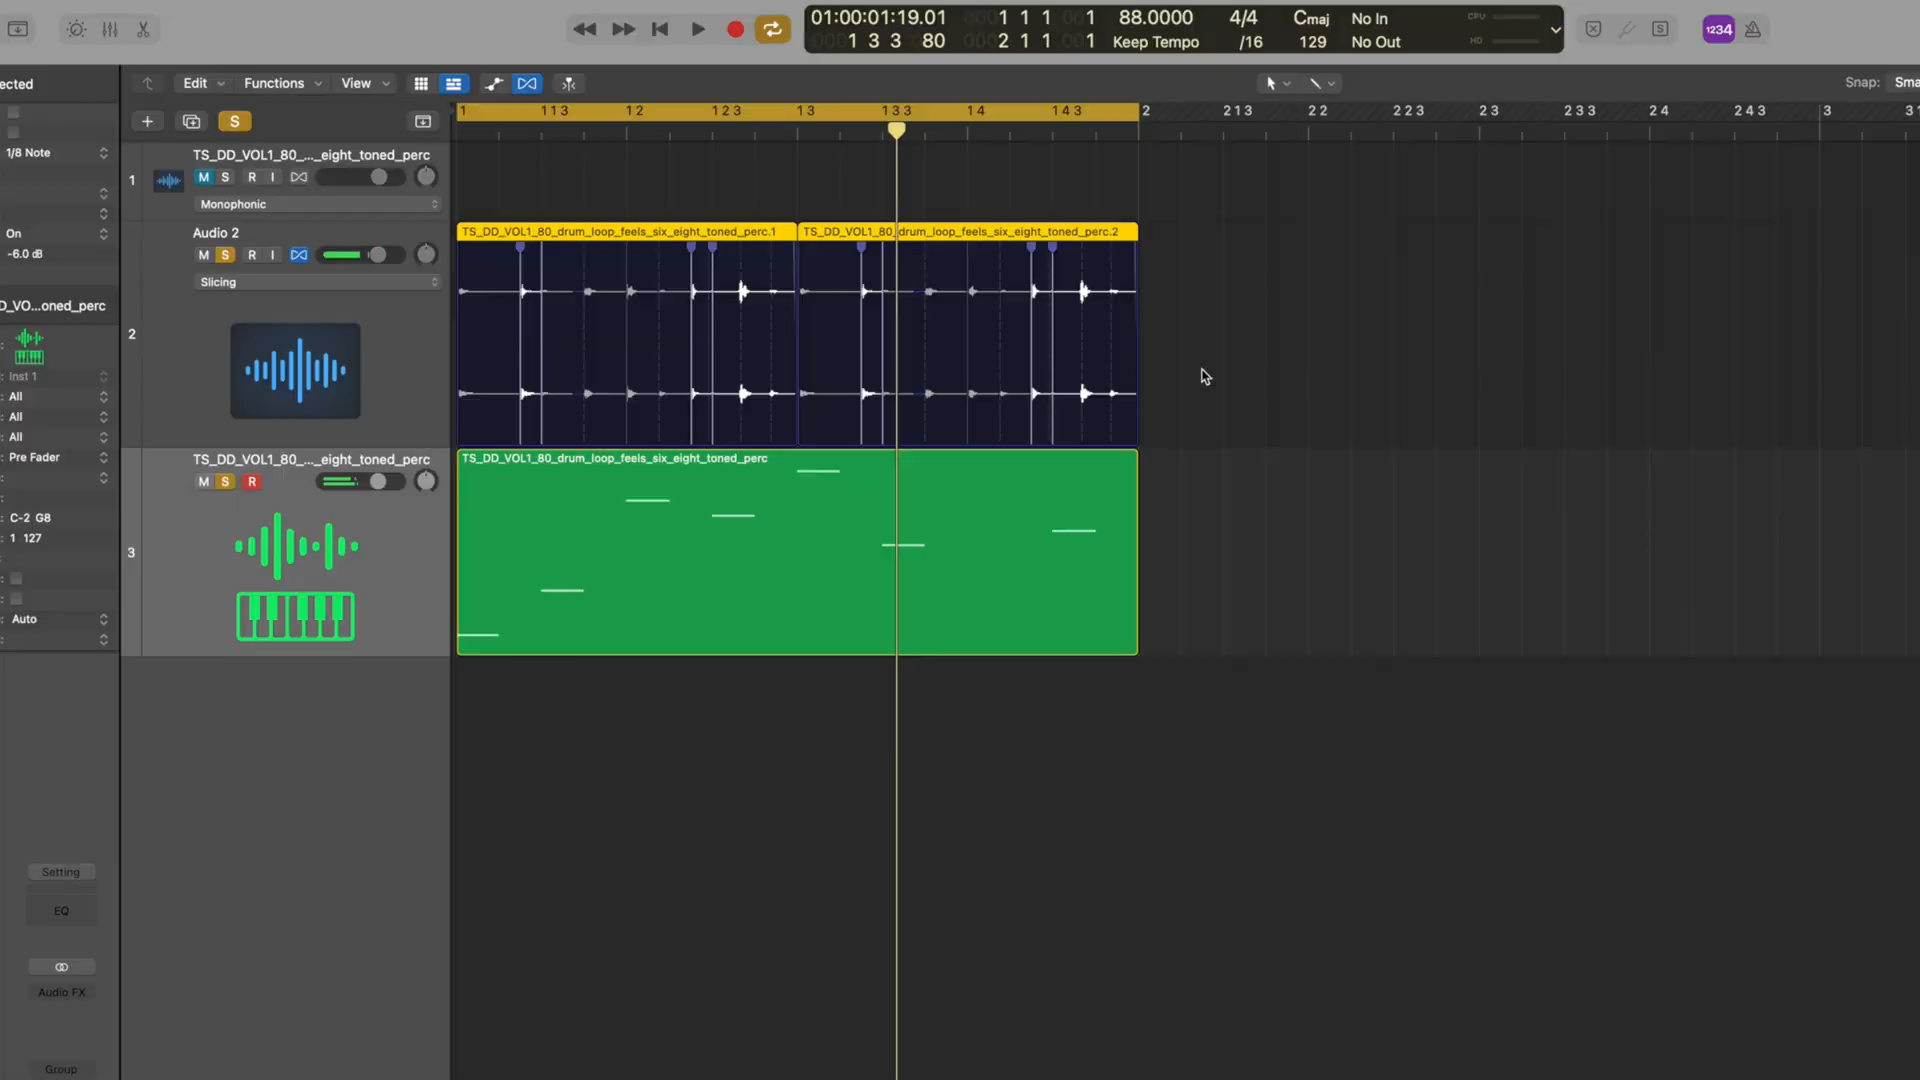 01:00:01:19.01
0001 1 1 001
88.0000
4/4
Cmaj
No In
CPU
0001 3 3 80
0002 1 1 001
Keep Tempo
/16
129
No Out
HD
1234
ected
Edit
Functions
View
Snap:
Sma
S
1
1 1 3
1 2
1 2 3
1 3
1 3 3
1 4
1 4 3
2
2 1 3
2 2
2 2 3
2 3
2 3 3
2 4
2 4 3
3
1/8 Note
On
-6.0 dB
D_VO...oned_perc
Inst 1
: All
: All
: All
: Pre Fader
: C-2 G8
: 1 127
: Auto
Setting
EQ
Audio FX
Group
1
TS_DD_VOL1_80_..._eight_toned_perc
M S R I
Monophonic
2
Audio 2
M S R I
Slicing
TS_DD_VOL1_80_drum_loop_feels_six_eight_toned_perc.1
TS_DD_VOL1_80_drum_loop_feels_six_eight_toned_perc.2
3
TS_DD_VOL1_80_..._eight_toned_perc
M S R
TS_DD_VOL1_80_drum_loop_feels_six_eight_toned_perc